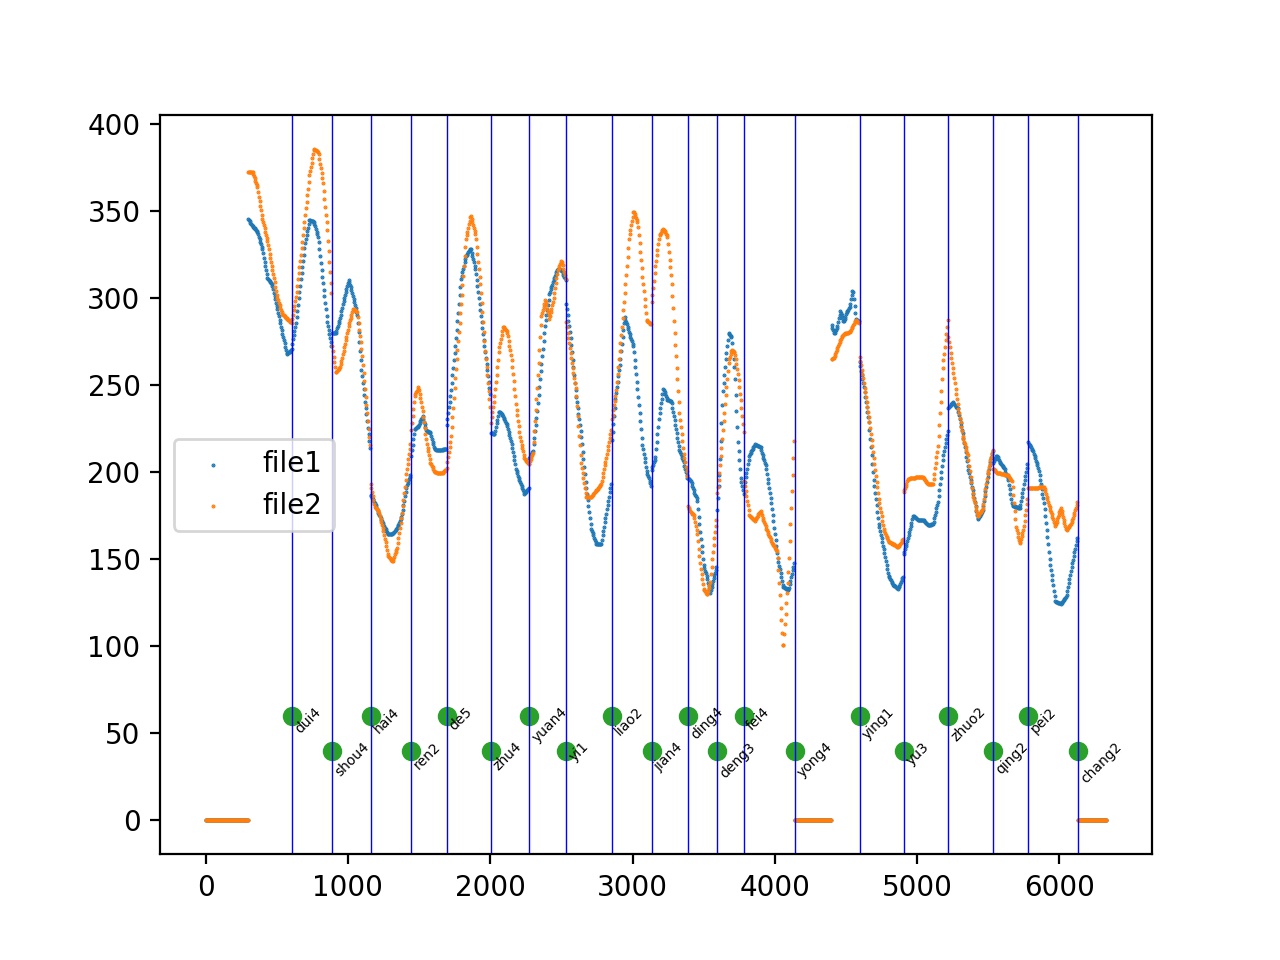 400
350
300
250
200
150
100
50
0
file1
file2
dui4
shou4
hai4
ren2
de5
zhu4
yuan4
yi1
liao2
jian4
ding4
deng3
fei4
yong4
ying1
yu3
zhuo2
qing2
pei2
chang2
0 1000 2000 3000 4000 5000 6000